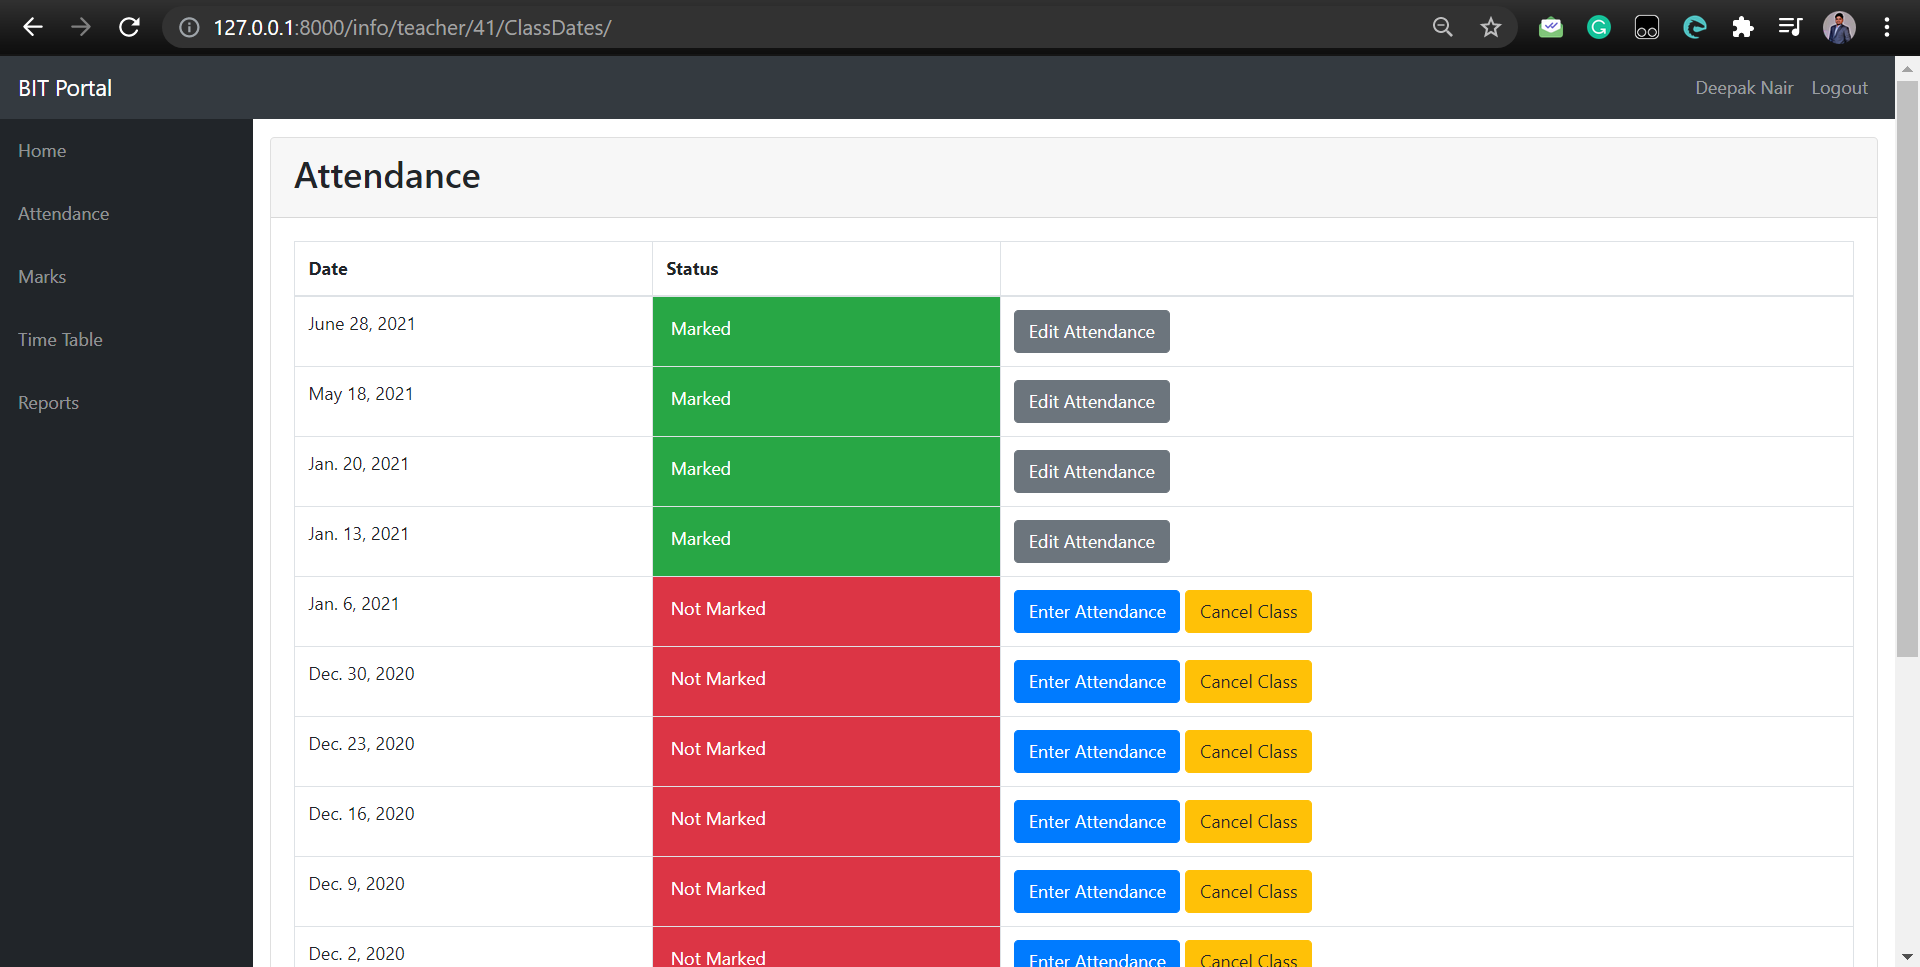 127.0.0.1:8000/info/teacher/41/ClassDates/
BIT Portal
Deepak Nair Logout
Home
Attendance
Marks
Time Table
Reports
Attendance
Date Status
June 28, 2021 Marked Edit Attendance
May 18, 2021 Marked Edit Attendance
Jan. 20, 2021 Marked Edit Attendance
Jan. 13, 2021 Marked Edit Attendance
Jan. 6, 2021 Not Marked Enter Attendance Cancel Class
Dec. 30, 2020 Not Marked Enter Attendance Cancel Class
Dec. 23, 2020 Not Marked Enter Attendance Cancel Class
Dec. 16, 2020 Not Marked Enter Attendance Cancel Class
Dec. 9, 2020 Not Marked Enter Attendance Cancel Class
Dec. 2, 2020 Not Marked Enter Attendance Cancel Class